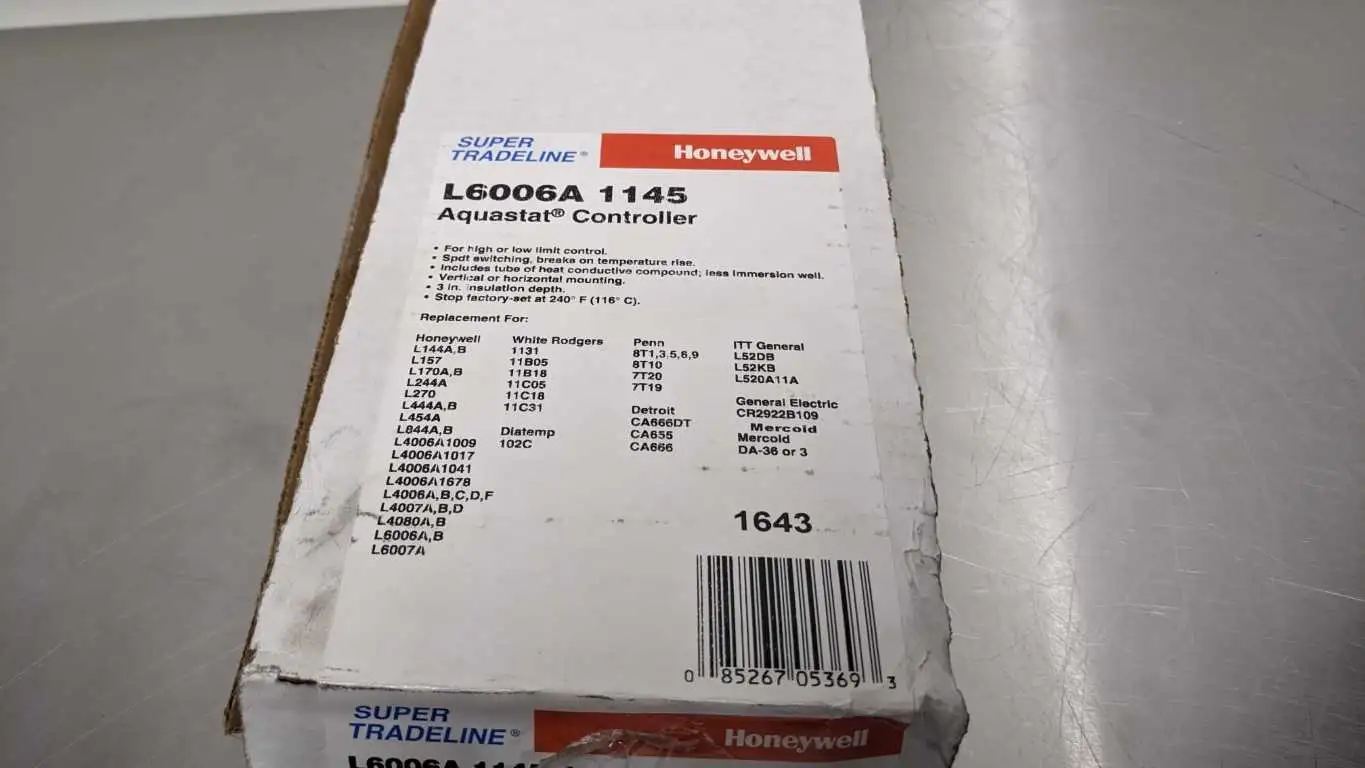 SUPER
TRADELINE®
Honeywell
L6006A 1145
Aquastat® Controller
• For high or low limit control.
• Spdt switching, breaks on temperature rise.
• Includes tube of heat conductive compound; less immersion well.
• Vertical or horizontal mounting.
• 3 in. insulation depth.
• Stop factory-set at 240° F (116° C).
Replacement For:
Honeywell
L144A,B
L157
L170A,B
L244A
L270
L444A,B
L454A
L844A,B
L4006A1009
L4006A1017
L4006A1041
L4006A1678
L4006A,B,C,D,F
L4007A,B,D
L4080A,B
L6006A,B
L6007A
White Rodgers
1131
11B05
11B18
11C05
11C18
11C31
Diatemp
102C
Penn
8T1,3,5,6,9
8T10
7T20
7T19
Detroit
CA666DT
CA655
CA666
ITT General
L52DB
L52KB
L520A11A
General Electric
CR2922B109
Mercoid
Mercoid
DA-36 or 3
1643
0 85267 05369 3
SUPER
TRADELINE®
Honeywell
L6006A 1145